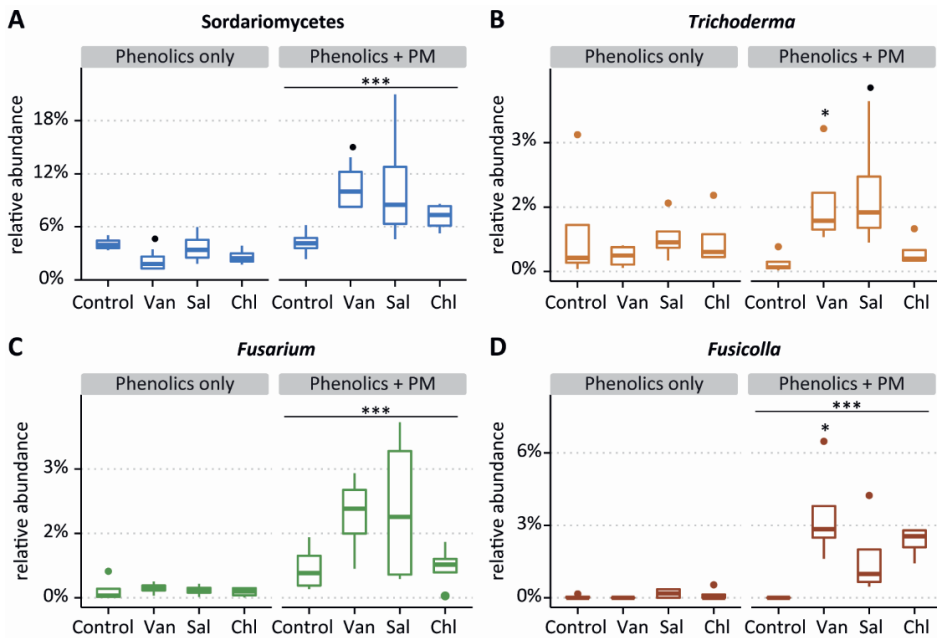 A
Sordariomycetes
Phenolics only
Phenolics + PM
***
relative abundance
18%
12%
6%
0%
Control Van Sal Chl Control Van Sal Chl
B
Trichoderma
Phenolics only
Phenolics + PM
*
relative abundance
3%
2%
0%
Control Van Sal Chl Control Van Sal Chl
C
Fusarium
Phenolics only
Phenolics + PM
***
relative abundance
3%
2%
0%
Control Van Sal Chl Control Van Sal Chl
D
Fusicolla
Phenolics only
Phenolics + PM
***
*
relative abundance
6%
3%
0%
Control Van Sal Chl Control Van Sal Chl